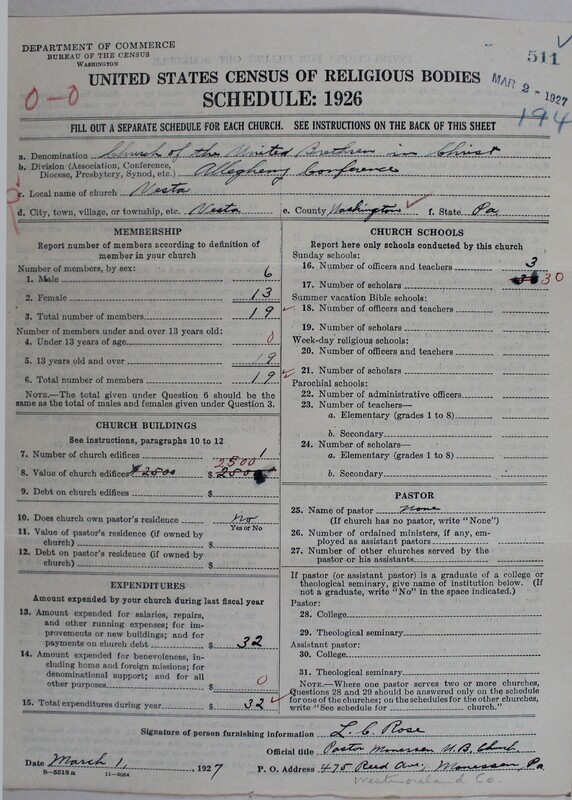 DEPARTMENT OF COMMERCE
BUREAU OF THE CENSUS
WASHINGTON
511
MAR 2 - 1927
194
UNITED STATES CENSUS OF RELIGIOUS BODIES
0-0
SCHEDULE: 1926
FILL OUT A SEPARATE SCHEDULE FOR EACH CHURCH. SEE INSTRUCTIONS ON THE BACK OF THIS SHEET
a. Denomination Church of the United Brethren in Christ
b. Division (Association, Conference, Diocese, Presbytery, Synod, etc.) Allegheny Conference
c. Local name of church Vesta
d. City, town, village, or township, etc. Vesta e. County Washington f. State Pa.
MEMBERSHIP
Report number of members according to definition of
member in your church
Number of members, by sex:
1. Male 6
2. Female 13
3. Total number of members 19
Number of members under and over 13 years old:
4. Under 13 years of age 0
5. 13 years old and over 19
6. Total number of members 19
NOTE.—The total given under Question 6 should be the
same as the total of males and females given under Question 3.
CHURCH BUILDINGS
See instructions, paragraphs 10 to 12
7. Number of church edifices 1
2500
8. Value of church edifices $2500 $
9. Debt on church edifices $
10. Does church own pastor's residence No
Yes or No
11. Value of pastor's residence (if owned by
church) $
12. Debt on pastor's residence (if owned by
church) $
EXPENDITURES
Amount expended by your church during last fiscal year
13. Amount expended for salaries, repairs,
and other running expenses; for im-
provements or new buildings; and for
payments on church debt $ 32
14. Amount expended for benevolences, in-
cluding home and foreign missions; for
denominational support; and for all
other purposes $ 0
15. Total expenditures during year $ 32
CHURCH SCHOOLS
Report here only schools conducted by this church
Sunday schools:
16. Number of officers and teachers 3
17. Number of scholars 30
Summer vacation Bible schools:
18. Number of officers and teachers
19. Number of scholars
Week-day religious schools:
20. Number of officers and teachers
21. Number of scholars
Parochial schools:
22. Number of administrative officers
23. Number of teachers—
a. Elementary (grades 1 to 8)
b. Secondary
24. Number of scholars—
a. Elementary (grades 1 to 8)
b. Secondary
PASTOR
25. Name of pastor none
(If church has no pastor, write "None")
26. Number of ordained ministers, if any, em-
ployed as assistant pastors
27. Number of other churches served by the
pastor or his assistants
If pastor (or assistant pastor) is a graduate of a college or
theological seminary, give name of institution below. (If
not a graduate, write "No" in the space indicated.)
Pastor:
28. College
29. Theological seminary
Assistant pastor:
30. College
31. Theological seminary
NOTE.—Where one pastor serves two or more churches,
Questions 28 and 29 should be answered only on the schedule
for one of the churches; on the schedules for the other churches,
write "See schedule for church."
Signature of person furnishing information L. C. Rose
Official title Pastor Monessen U.B. Church
Date March 1, 1927 P. O. Address 475 Reed Ave., Monessen, Pa
8-5518 a
Westmoreland Co.